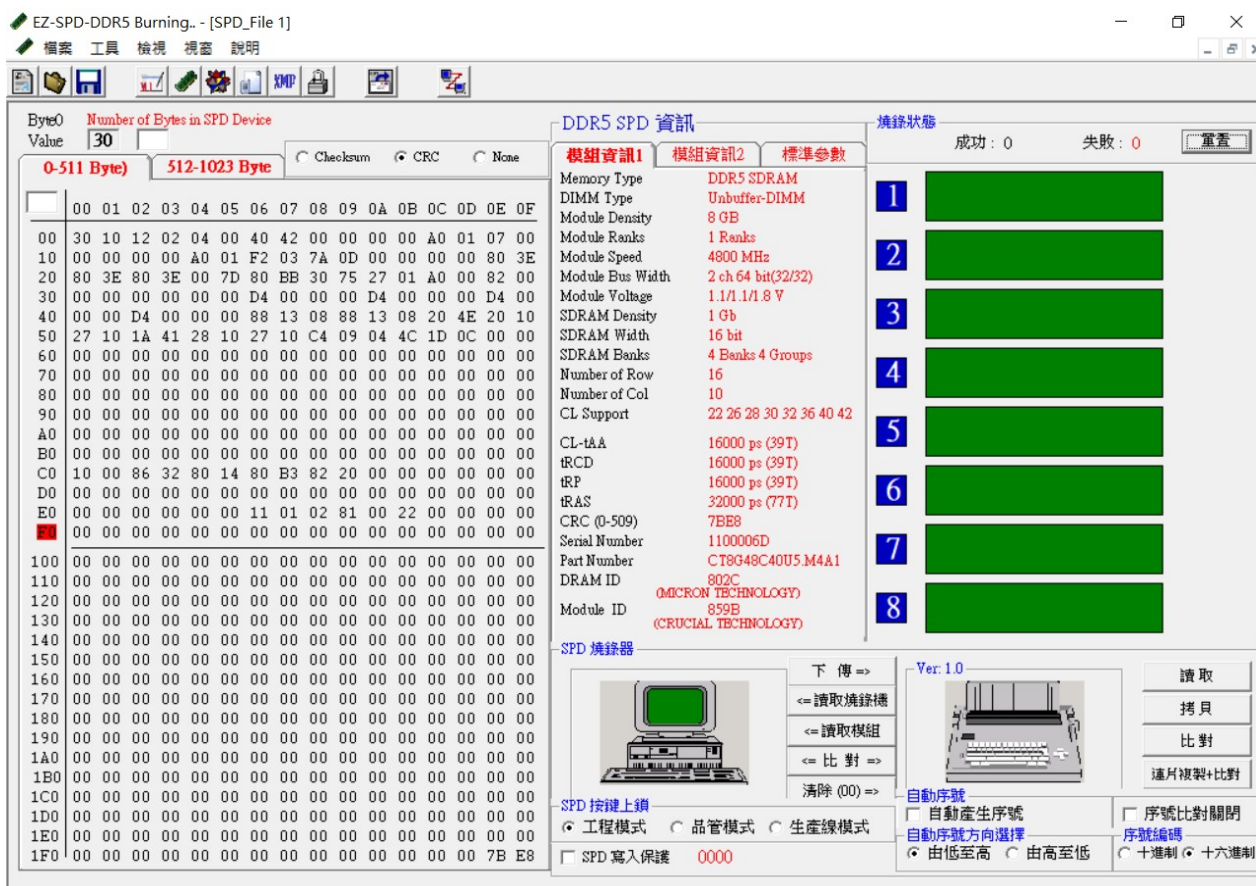 EZ-SPD-DDR5 Burning.. - [SPD_File 1]
檔案 工具 檢視 視窗 說明
XMP
Byte0 Number of Bytes in SPD Device
Value 30
Checksum CRC None
0-511 Byte) 512-1023 Byte
00 01 02 03 04 05 06 07 08 09 0A 0B 0C 0D 0E 0F
00 30 10 12 02 04 00 40 42 00 00 00 00 A0 01 07 00
10 00 00 00 00 A0 01 F2 03 7A 0D 00 00 00 00 80 3E
20 80 3E 80 3E 00 7D 80 BB 30 75 27 01 A0 00 82 00
30 00 00 00 00 00 00 D4 00 00 00 D4 00 00 00 D4 00
40 00 00 D4 00 00 00 88 13 08 88 13 08 20 4E 20 10
50 27 10 1A 41 28 10 27 10 C4 09 04 4C 1D 0C 00 00
60 00 00 00 00 00 00 00 00 00 00 00 00 00 00 00 00
70 00 00 00 00 00 00 00 00 00 00 00 00 00 00 00 00
80 00 00 00 00 00 00 00 00 00 00 00 00 00 00 00 00
90 00 00 00 00 00 00 00 00 00 00 00 00 00 00 00 00
A0 00 00 00 00 00 00 00 00 00 00 00 00 00 00 00 00
B0 00 00 00 00 00 00 00 00 00 00 00 00 00 00 00 00
C0 10 00 86 32 80 14 80 B3 82 20 00 00 00 00 00 00
D0 00 00 00 00 00 00 00 00 00 00 00 00 00 00 00 00
E0 00 00 00 00 00 00 11 01 02 81 00 22 00 00 00 00
F0 00 00 00 00 00 00 00 00 00 00 00 00 00 00 00 00
100 00 00 00 00 00 00 00 00 00 00 00 00 00 00 00 00
110 00 00 00 00 00 00 00 00 00 00 00 00 00 00 00 00
120 00 00 00 00 00 00 00 00 00 00 00 00 00 00 00 00
130 00 00 00 00 00 00 00 00 00 00 00 00 00 00 00 00
140 00 00 00 00 00 00 00 00 00 00 00 00 00 00 00 00
150 00 00 00 00 00 00 00 00 00 00 00 00 00 00 00 00
160 00 00 00 00 00 00 00 00 00 00 00 00 00 00 00 00
170 00 00 00 00 00 00 00 00 00 00 00 00 00 00 00 00
180 00 00 00 00 00 00 00 00 00 00 00 00 00 00 00 00
190 00 00 00 00 00 00 00 00 00 00 00 00 00 00 00 00
1A0 00 00 00 00 00 00 00 00 00 00 00 00 00 00 00 00
1B0 00 00 00 00 00 00 00 00 00 00 00 00 00 00 00 00
1C0 00 00 00 00 00 00 00 00 00 00 00 00 00 00 00 00
1D0 00 00 00 00 00 00 00 00 00 00 00 00 00 00 00 00
1E0 00 00 00 00 00 00 00 00 00 00 00 00 00 00 00 00
1F0 00 00 00 00 00 00 00 00 00 00 00 00 00 00 7B E8
DDR5 SPD 資訊
模組資訊1 模組資訊2 標準參數
Memory Type DDR5 SDRAM
DIMM Type Unbuffer-DIMM
Module Density 8 GB
Module Ranks 1 Ranks
Module Speed 4800 MHz
Module Bus Width 2 ch 64 bit(32/32)
Module Voltage 1.1/1.1/1.8 V
SDRAM Density 1 Gb
SDRAM Width 16 bit
SDRAM Banks 4 Banks 4 Groups
Number of Row 16
Number of Col 10
CL Support 22 26 28 30 32 36 40 42
CL-tAA 16000 ps (39T)
tRCD 16000 ps (39T)
tRP 16000 ps (39T)
tRAS 32000 ps (77T)
CRC (0-509) 7BE8
Serial Number 1100006D
Part Number CT8G48C40U5.M4A1
DRAM ID 802C
(MICRON TECHNOLOGY)
Module ID 859B
(CRUCIAL TECHNOLOGY)
燒錄狀態
成功 : 0 失敗 : 0 重置
1
2
3
4
5
6
7
8
SPD 燒錄器
下 傳 =>
<= 讀取燒錄機
<= 讀取模組
<= 比 對 =>
清除 (00) =>
Ver: 1.0
讀 取
拷 貝
比 對
連片複製+比對
SPD 按鍵上鎖
工程模式 品管模式 生產線模式
SPD 寫入保護 0000
自動序號
自動產生序號 序號比對關閉
自動序號方向選擇 序號編碼
由低至高 由高至低 十進制 十六進制